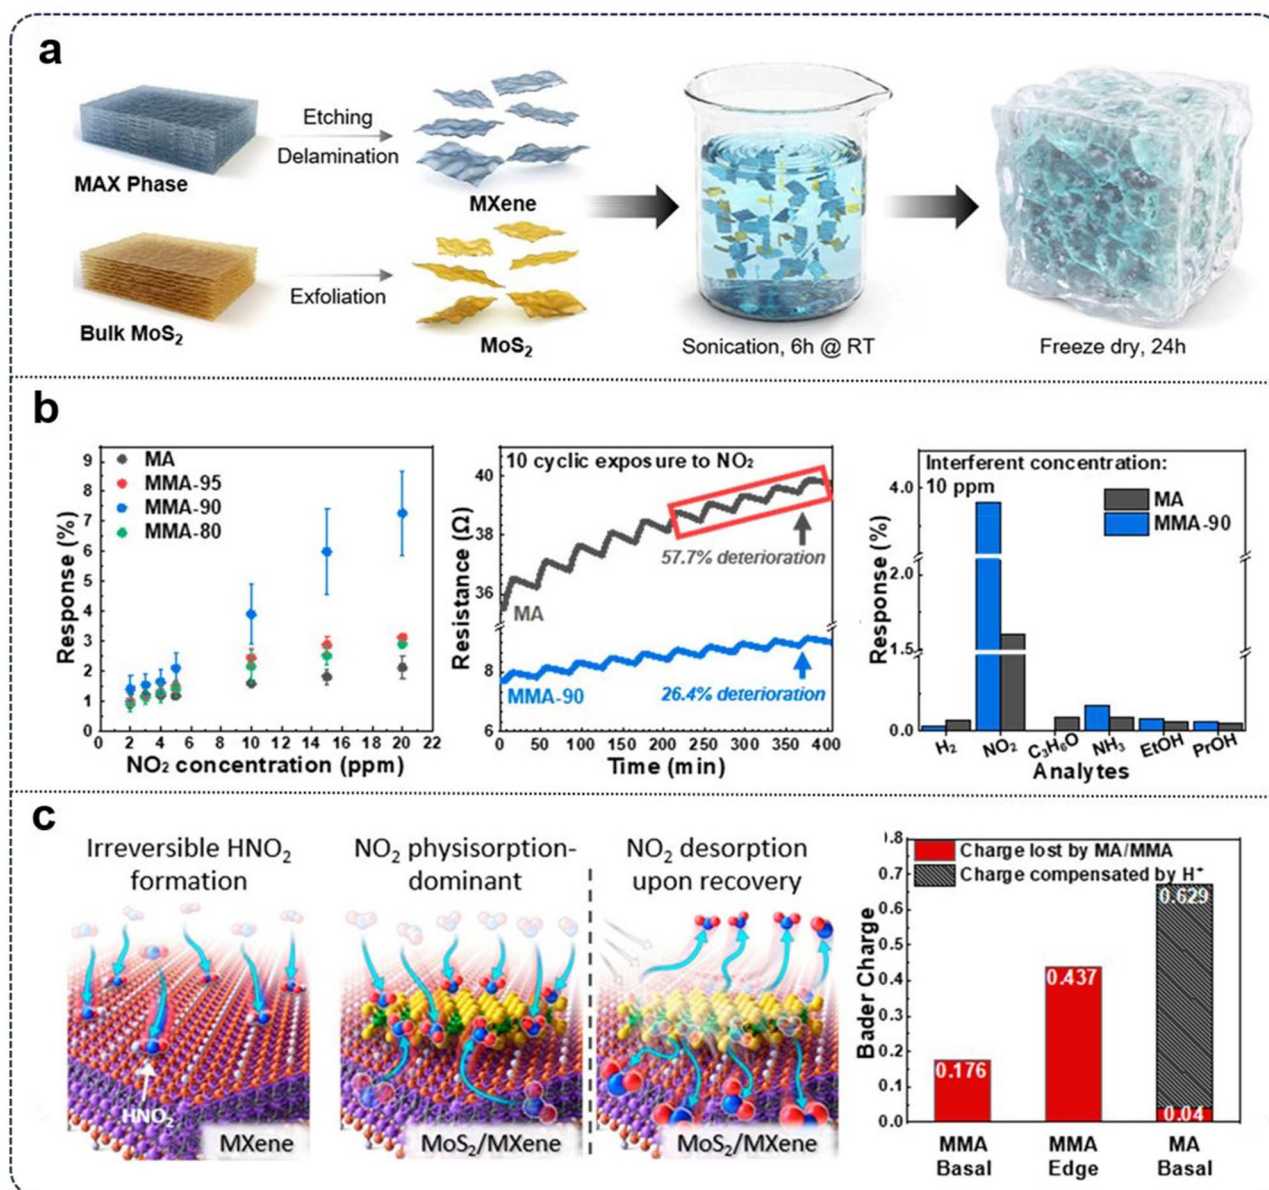 a
MAX Phase
Etching
Delamination
MXene
Bulk MoS₂
Exfoliation
MoS₂
Sonication, 6h @ RT
Freeze dry, 24h
b
Response (%)
9
8
7
6
5
4
3
2
1
0
MA
MMA-95
MMA-90
MMA-80
0 2 4 6 8 10 12 14 16 18 20 22
NO₂ concentration (ppm)
Resistance (Ω)
40
38
36
8
6
10 cyclic exposure to NO₂
57.7% deterioration
MA
MMA-90
26.4% deterioration
0 50 100 150 200 250 300 350 400
Time (min)
Response (%)
4.0
2.0
1.5
0.0
Interferent concentration:
10 ppm
MA
MMA-90
H₂ NO₂ C₃H₆O NH₃ EtOH PrOH
Analytes
c
Irreversible HNO₂
formation
HNO₂
MXene
NO₂ physisorption-
dominant
MoS₂/MXene
NO₂ desorption
upon recovery
MoS₂/MXene
Bader Charge
0.8
0.7
0.6
0.5
0.4
0.3
0.2
0.1
0.0
Charge lost by MA/MMA
Charge compensated by H⁺
0.176
0.437
0.629
0.04
MMA
Basal
MMA
Edge
MA
Basal